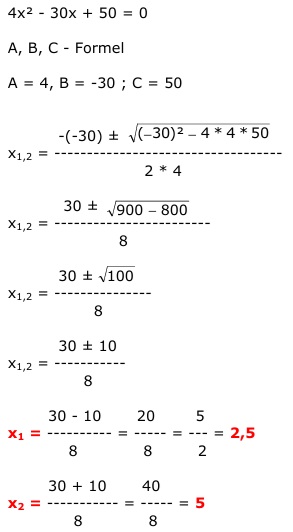 4x² - 30x + 50 = 0
A, B, C - Formel
A = 4, B = -30 ; C = 50
-(-30) ± √(–30)² – 4 * 4 * 50
x₁,₂ = ----------------------------------
2 * 4
30 ± √900 – 800
x₁,₂ = -----------------------
8
30 ± √100
x₁,₂ = --------------
8
30 ± 10
x₁,₂ = -----------
8
30 - 10 20 5
x₁ = ---------- = ----- = --- = 2,5
8 8 2
30 + 10 40
x₂ = ----------- = ----- = 5
8 8